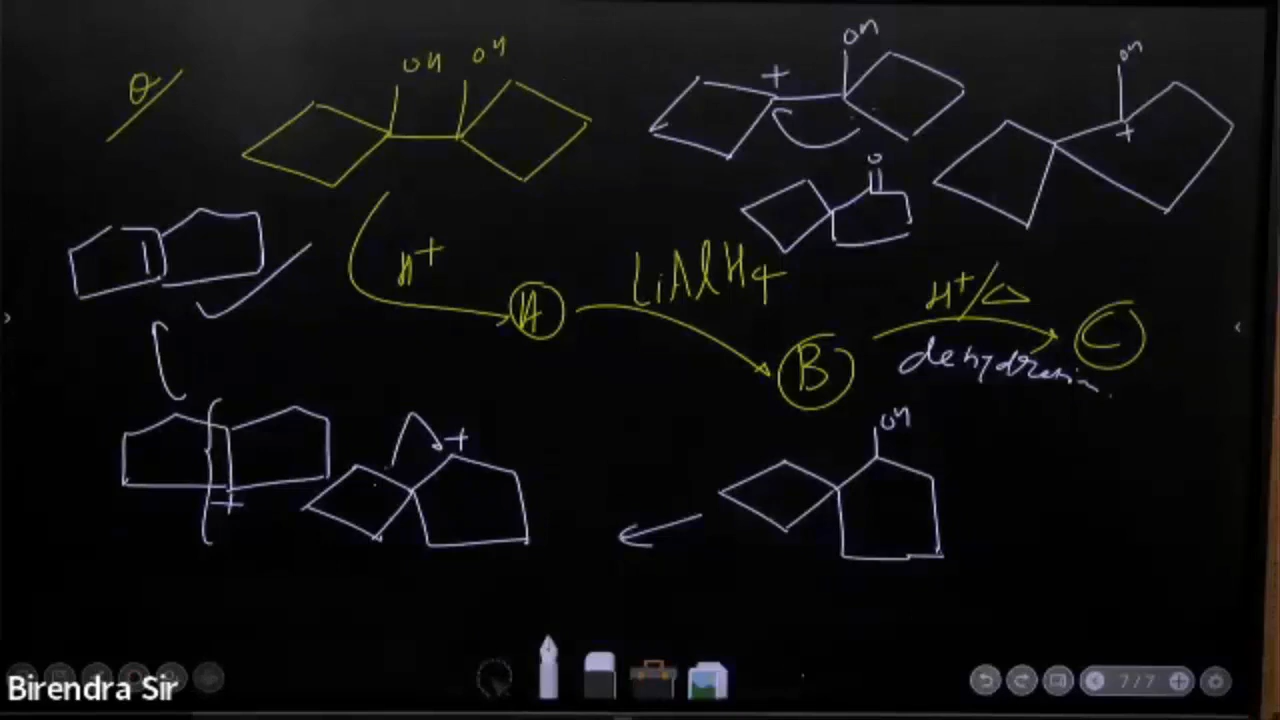 Q
OH OH
OH
OH
O
H+
A
LiAlH4
B
H+/Δ
dehydration
C
+
+
+
+
OH
7/7
Birendra Sir